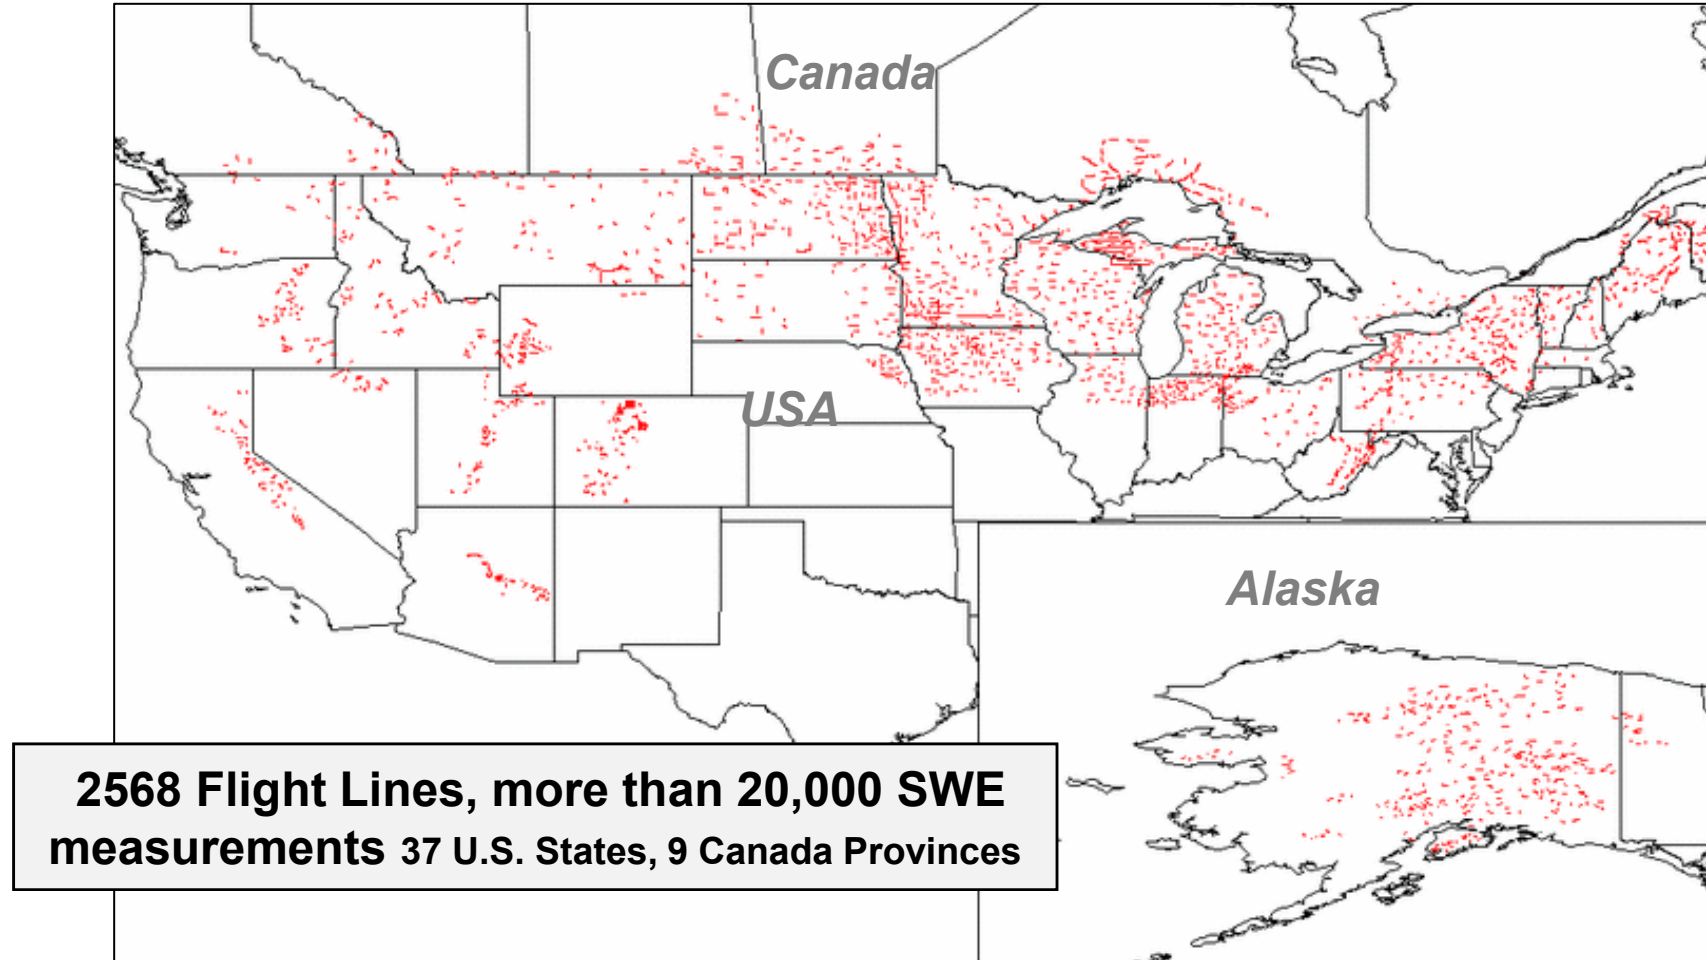 Canada
USA
Alaska
2568 Flight Lines, more than 20,000 SWE
measurements 37 U.S. States, 9 Canada Provinces